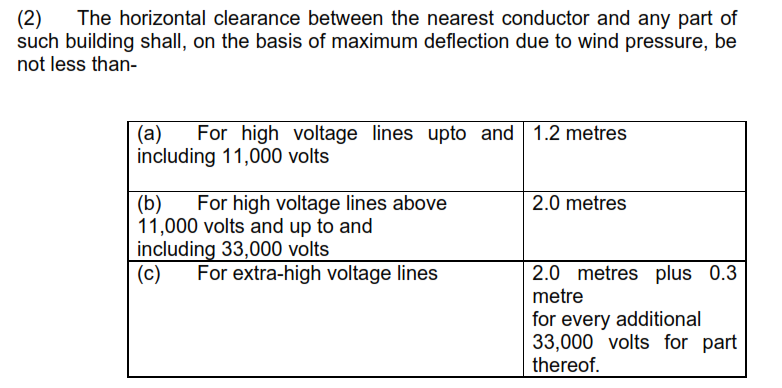 (2) The horizontal clearance between the nearest conductor and any part of
such building shall, on the basis of maximum deflection due to wind pressure, be
not less than-
(a) For high voltage lines upto and
including 11,000 volts
1.2 metres
(b) For high voltage lines above
11,000 volts and up to and
including 33,000 volts
2.0 metres
(c) For extra-high voltage lines
2.0 metres plus 0.3
metre
for every additional
33,000 volts for part
thereof.